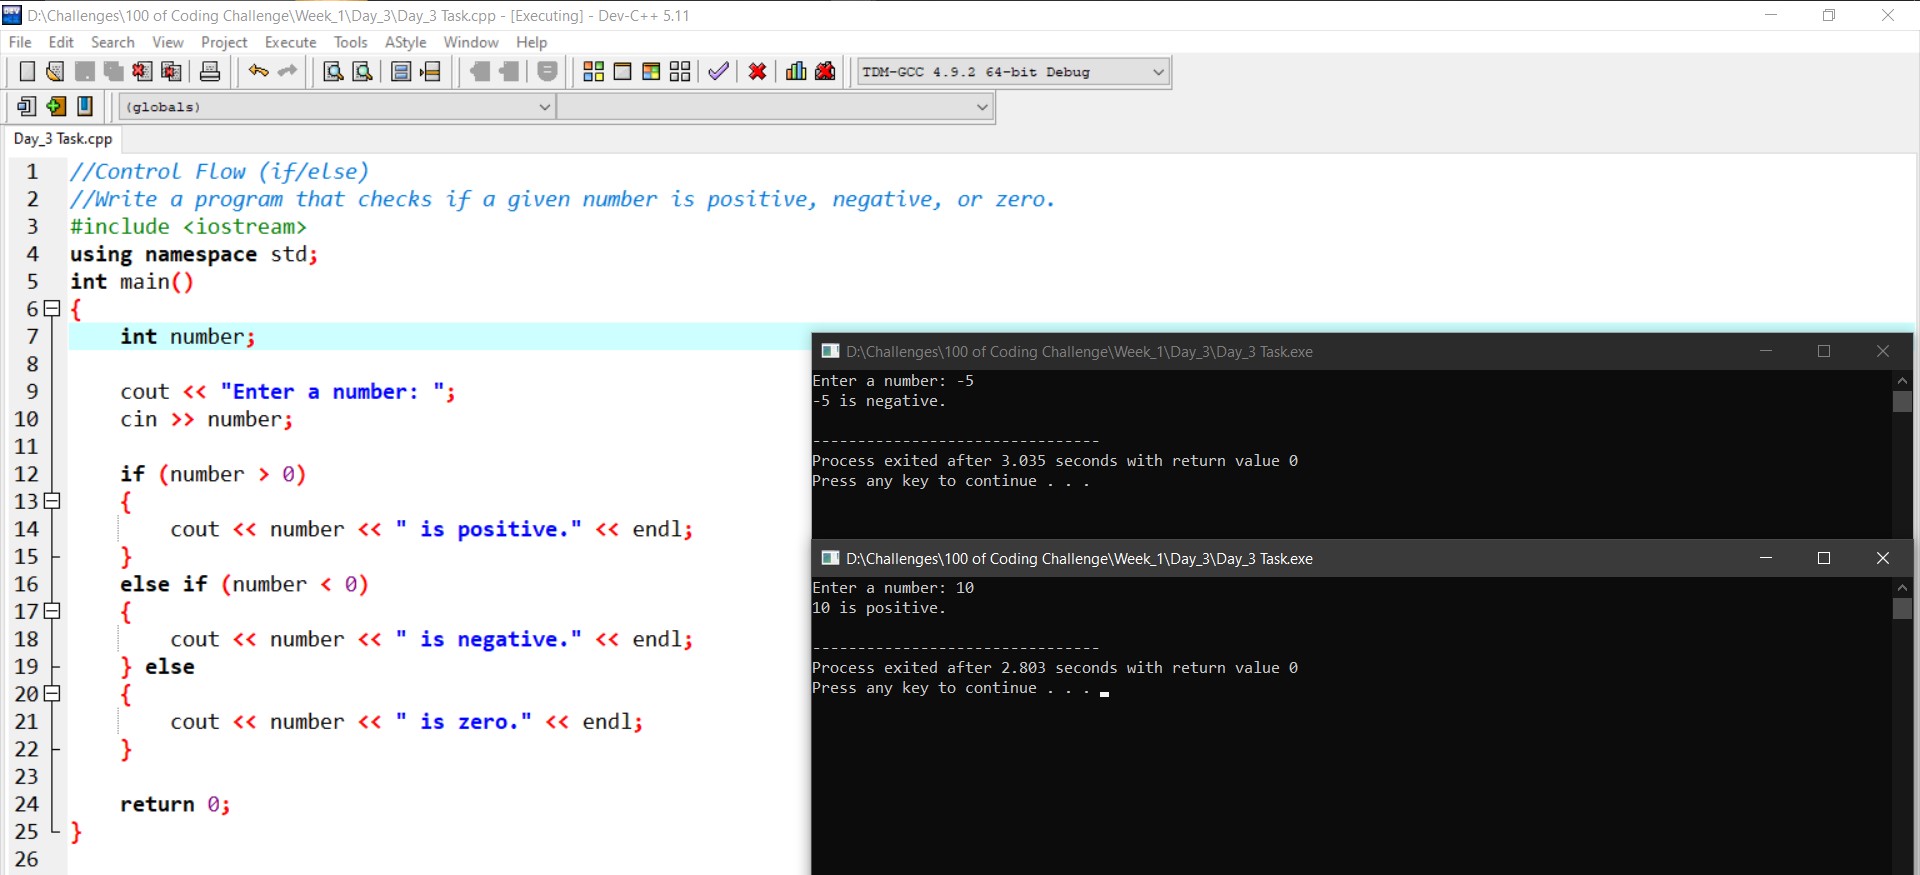 D:\Challenges\100 of Coding Challenge\Week_1\Day_3\Day_3 Task.cpp - [Executing] - Dev-C++ 5.11
File Edit Search View Project Execute Tools AStyle Window Help
TDM-GCC 4.9.2 64-bit Debug
(globals)
Day_3 Task.cpp
1 //Control Flow (if/else)
2 //Write a program that checks if a given number is positive, negative, or zero.
3 #include <iostream>
4 using namespace std;
5 int main()
6 {
7 int number;
8
9 cout << "Enter a number: ";
10 cin >> number;
11
12 if (number > 0)
13 {
14 cout << number << " is positive." << endl;
15 }
16 else if (number < 0)
17 {
18 cout << number << " is negative." << endl;
19 } else
20 {
21 cout << number << " is zero." << endl;
22 }
23
24 return 0;
25 }
26
D:\Challenges\100 of Coding Challenge\Week_1\Day_3\Day_3 Task.exe
Enter a number: -5
-5 is negative.
--------------------------------
Process exited after 3.035 seconds with return value 0
Press any key to continue . . .
D:\Challenges\100 of Coding Challenge\Week_1\Day_3\Day_3 Task.exe
Enter a number: 10
10 is positive.
--------------------------------
Process exited after 2.803 seconds with return value 0
Press any key to continue . . .